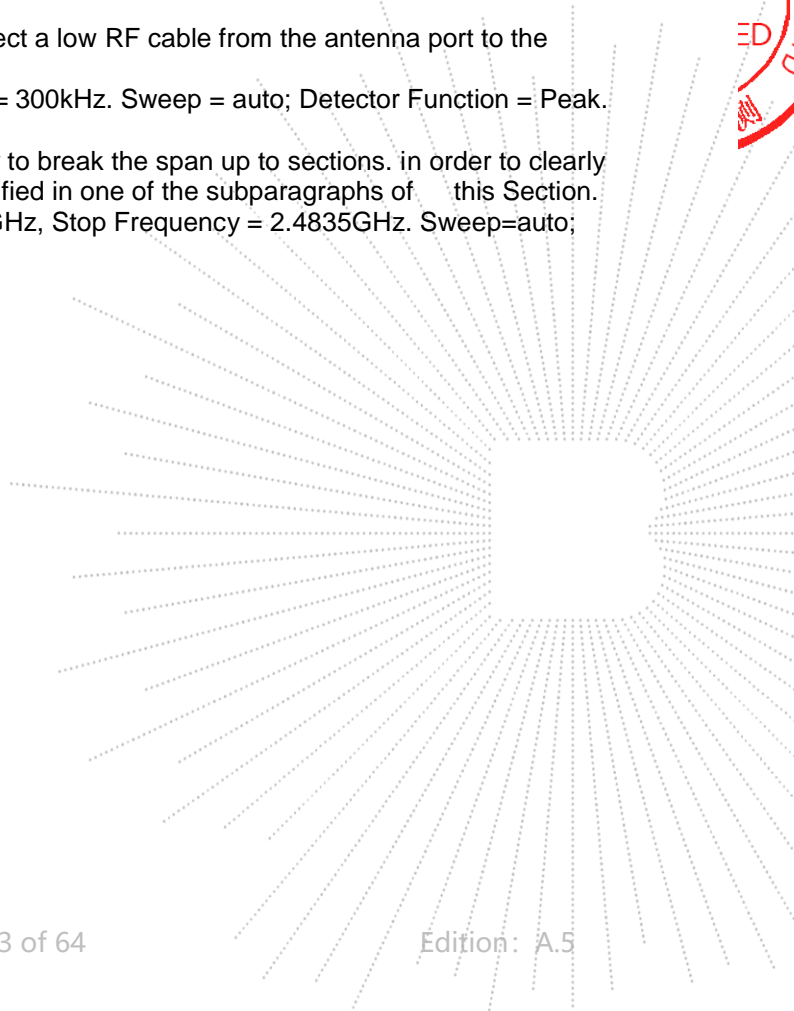 ect a low RF cable from the antenna port to the
= 300kHz. Sweep = auto; Detector Function = Peak.
to break the span up to sections. in order to clearly
fied in one of the subparagraphs of this Section.
GHz, Stop Frequency = 2.4835GHz. Sweep=auto;
ED
测
3 of 64
Edition: A.5